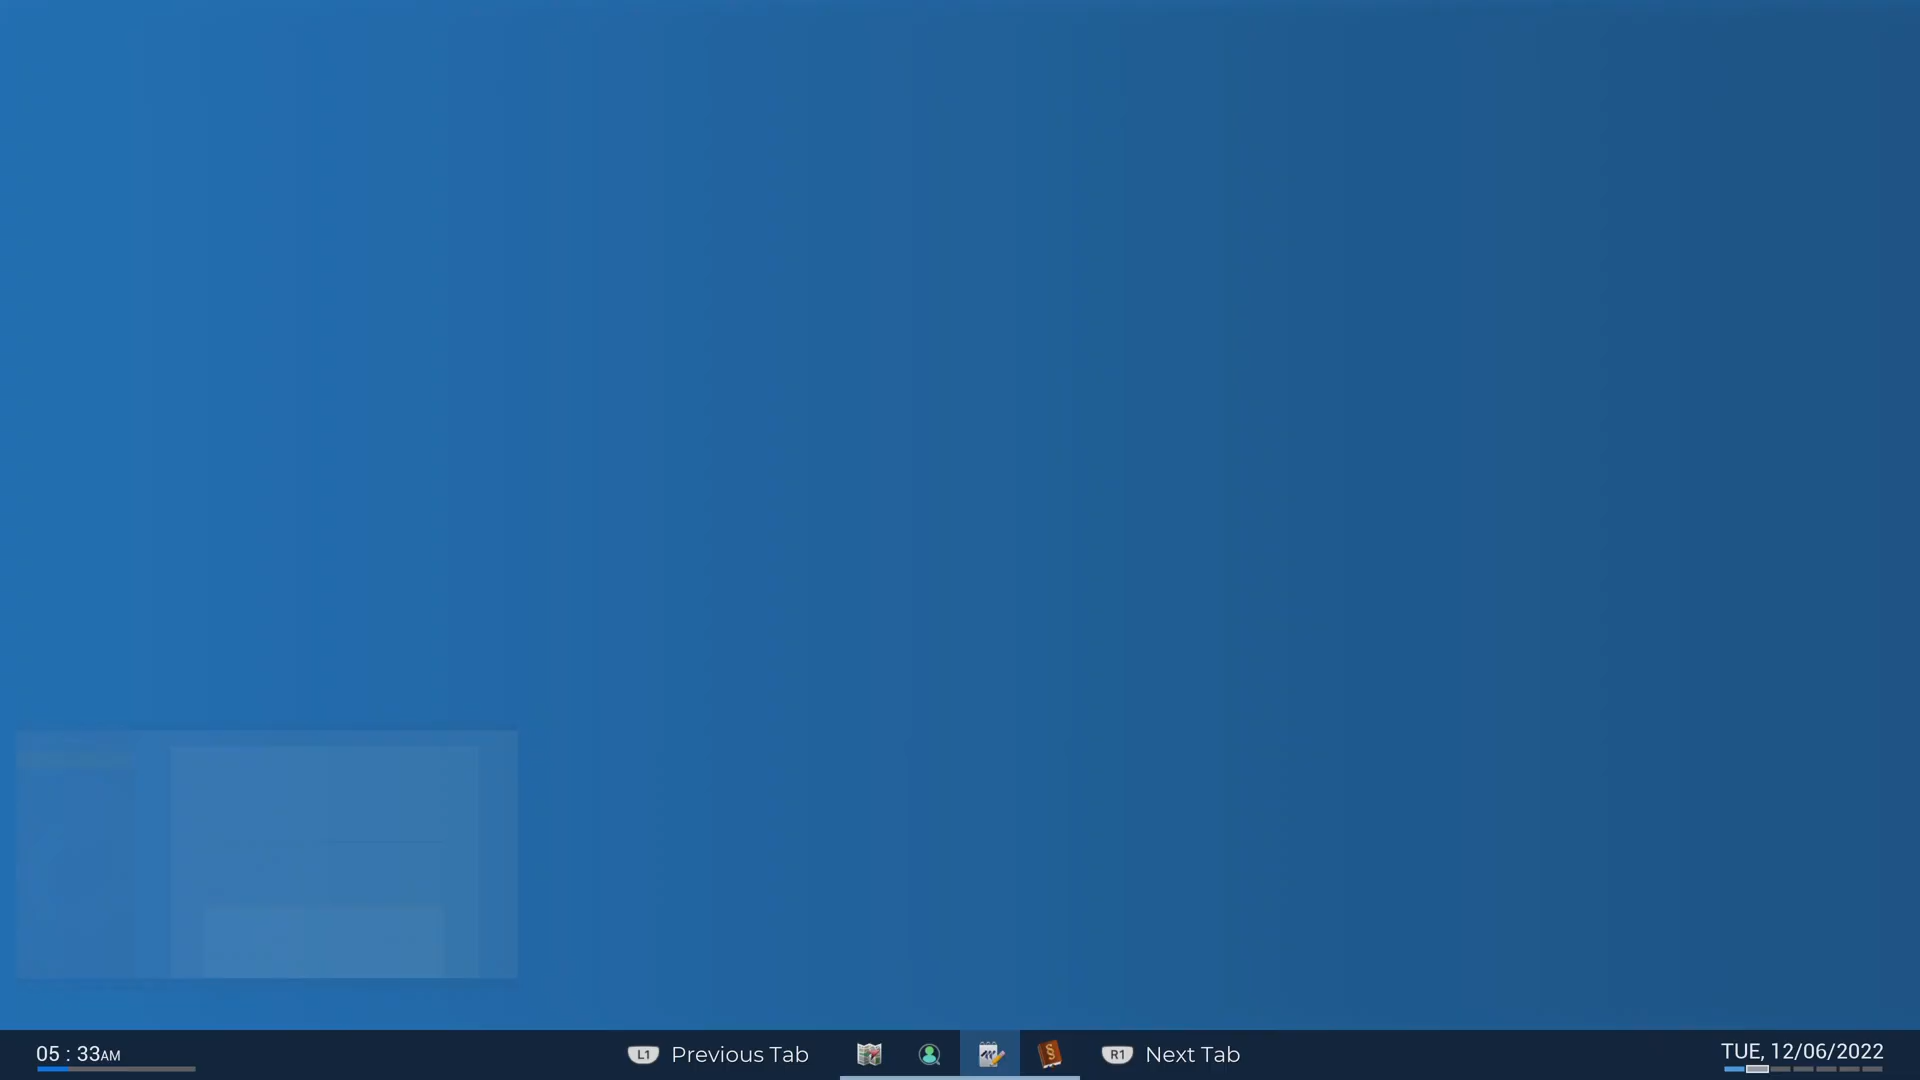 05 : 33AM
L1 Previous Tab
§
R1 Next Tab
TUE, 12/06/2022